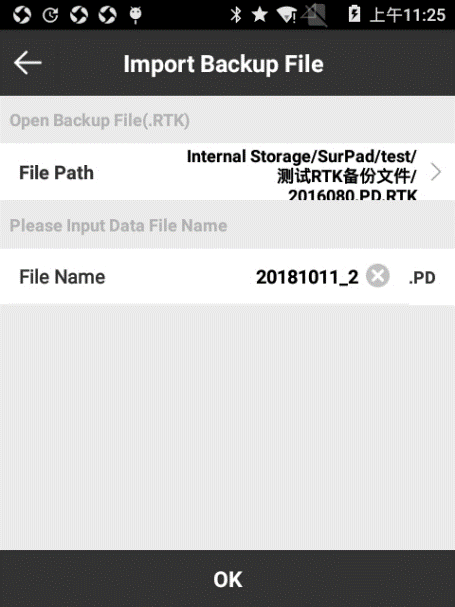 上午11:25
Import Backup File
Open Backup File(.RTK)
File Path
Internal Storage/SurPad/test/
测试RTK备份文件/
2016080.PD.RTK
Please Input Data File Name
File Name
20181011_2
.PD
OK